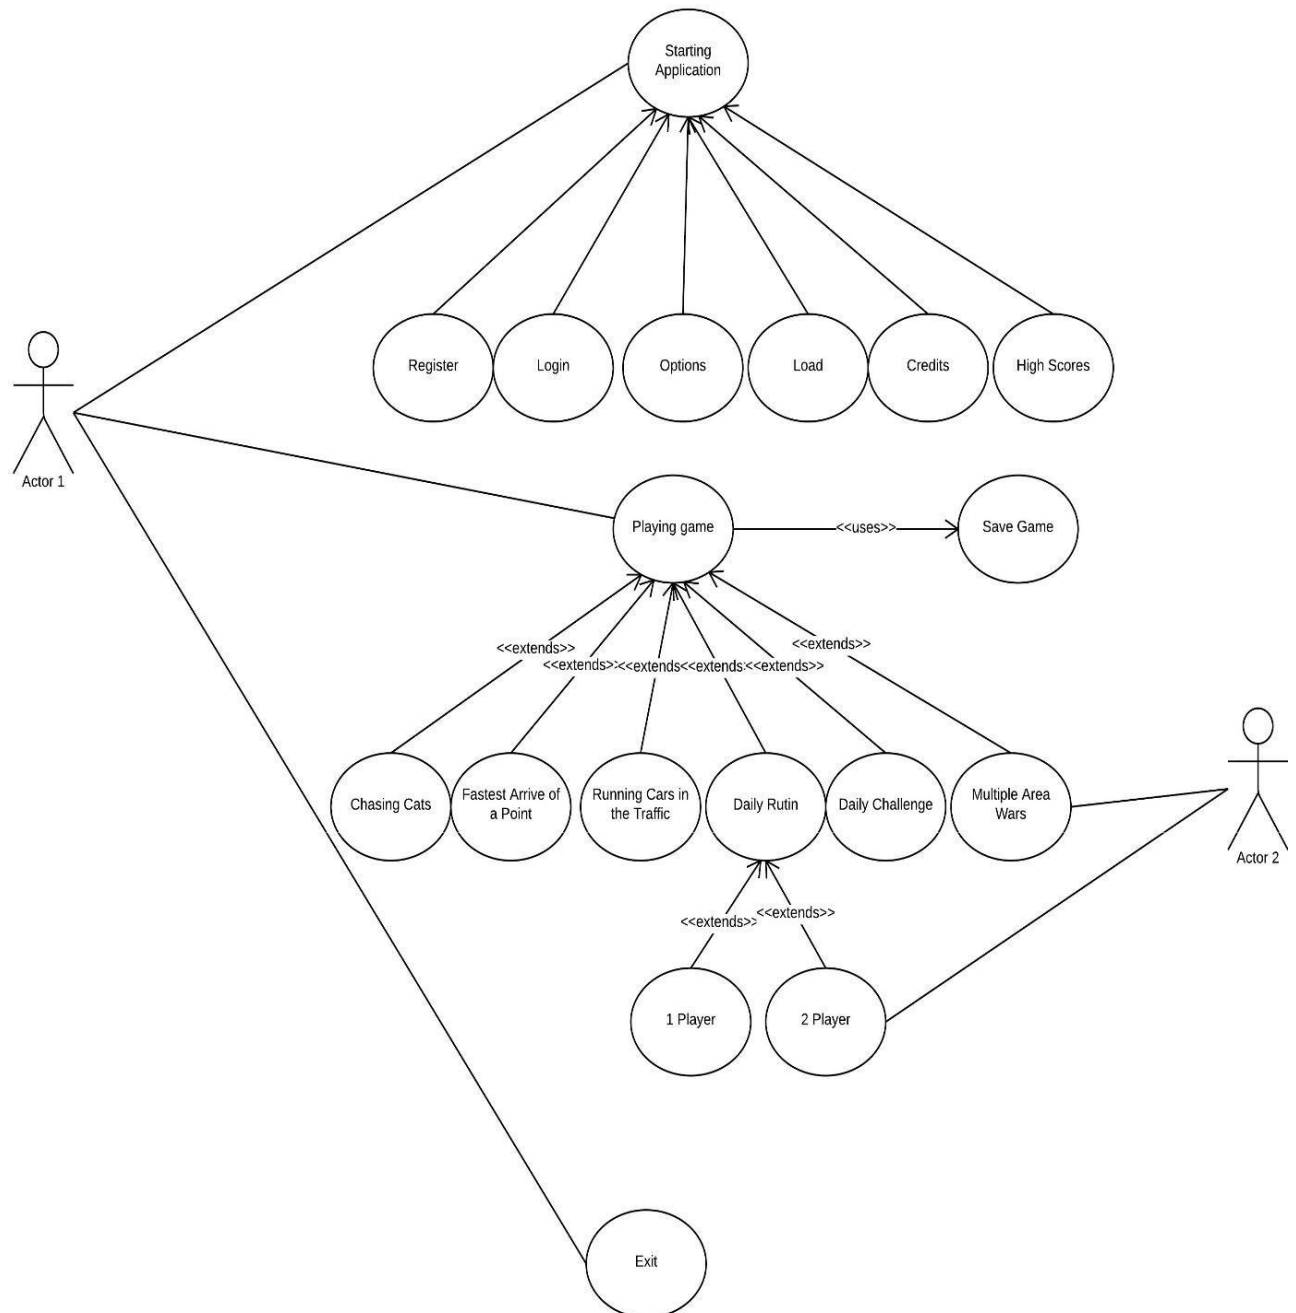 Starting
Application
Register
Login
Options
Load
Credits
High Scores
Actor 1
Playing game
<<uses>>
Save Game
<<extends>>
<<extends>>
<<extends
<<extends
<<extends>>
<<extends>>
Chasing Cats
Fastest Arrive of
a Point
Running Cars in
the Traffic
Daily Rutin
Daily Challenge
Multiple Area
Wars
Actor 2
<<extends>>
<<extends>>
1 Player
2 Player
Exit